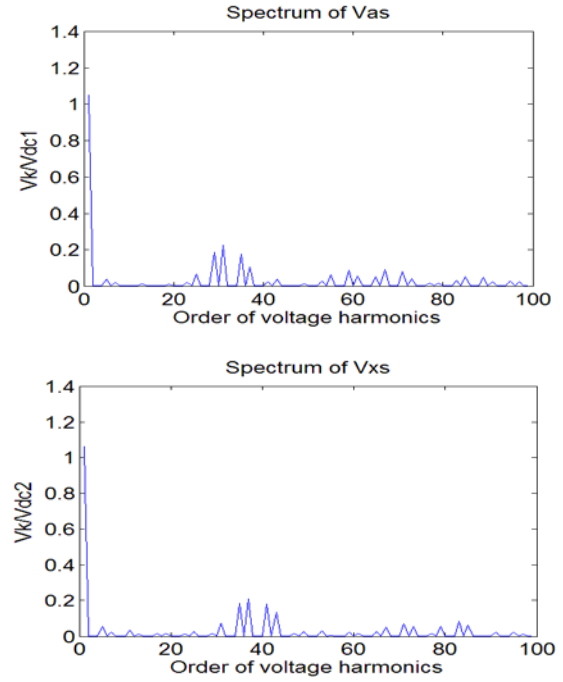 Spectrum of Vas
1.4
1.2
1
0.8
0.6
0.4
0.2
0
Vk/Vdc1
0 20 40 60 80 100
Order of voltage harmonics
Spectrum of Vxs
1.4
1.2
1
0.8
0.6
0.4
0.2
0
Vk/Vdc2
0 20 40 60 80 100
Order of voltage harmonics